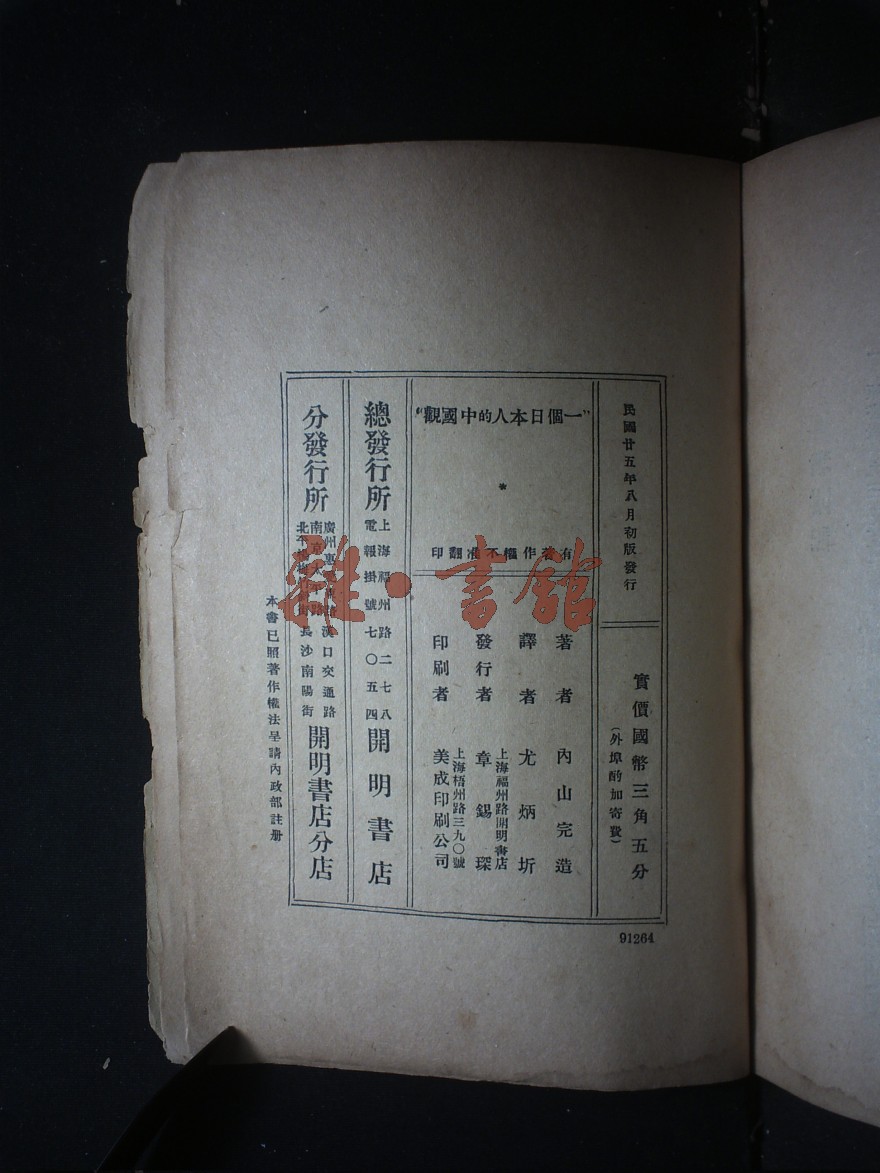 民國廿五年八月初版發行
實價國幣三角五分
(外埠酌加寄費)
"一個日本人的中國觀"
*
有著作權不准翻印
著者 內山完造
譯者 尤炳圻
發行者 上海福州路開明書店
章錫琛
印刷者 上海梧州路三九〇號
美成印刷公司
總發行所 上海福州路二七八
電報掛號七〇五四
開明書店
分發行所 廣州惠 路 漢口交通路
南京太平路 長沙南陽街
北平
開明書店分店
本書已照著作權法呈請內政部註冊
91264
雜·書館